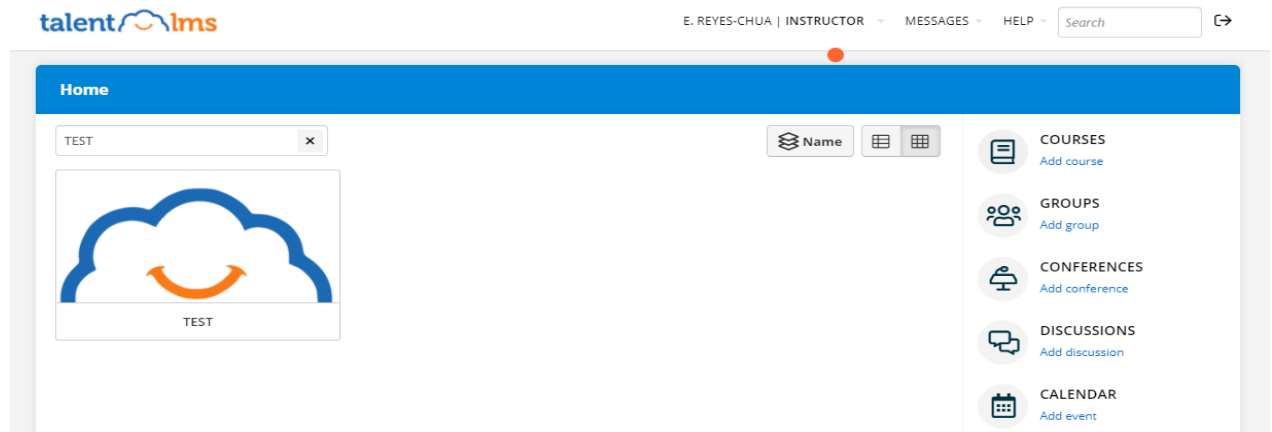 talentlms
E. REYES-CHUA | INSTRUCTOR MESSAGES HELP Search
Home
TEST
Name
TEST
COURSES
Add course
GROUPS
Add group
CONFERENCES
Add conference
DISCUSSIONS
Add discussion
CALENDAR
Add event